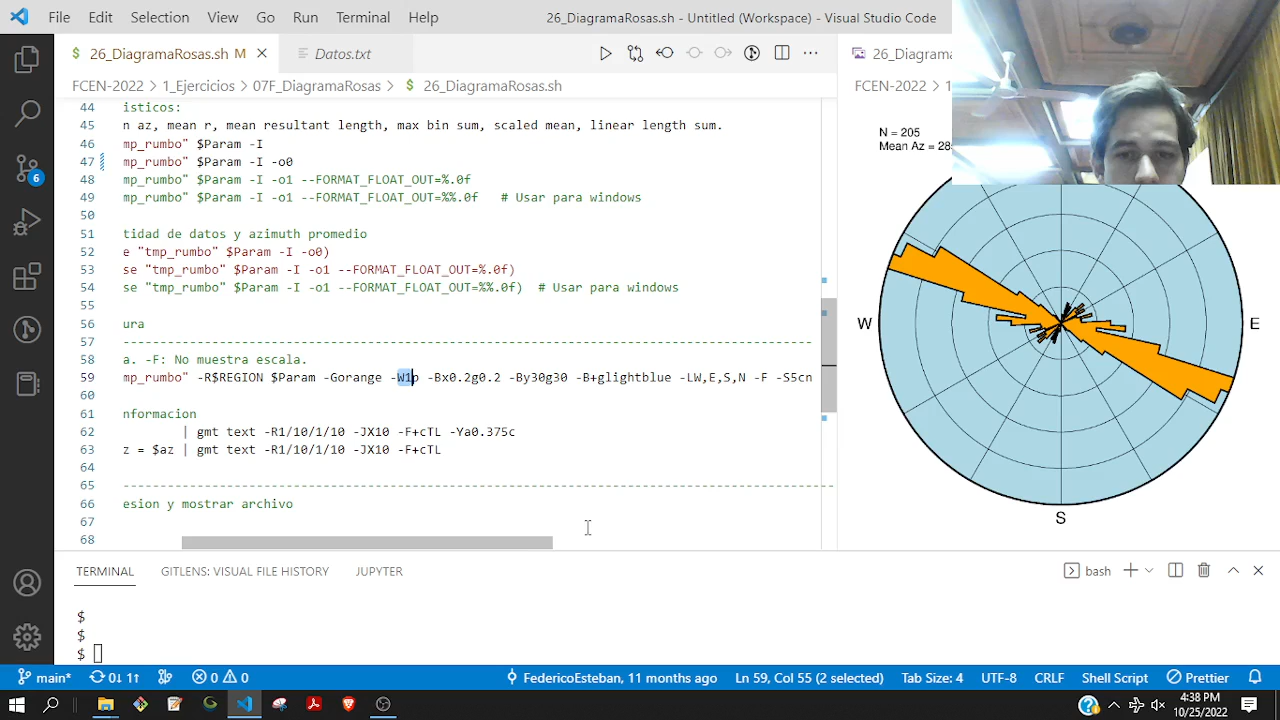 File Edit Selection View Go Run Terminal Help
26_DiagramaRosas.sh - Untitled (Workspace) - Visual Studio Code
$ 26_DiagramaRosas.sh M
Datos.txt
FCEN-2022 > 1_Ejercicios > 07F_DiagramaRosas > $ 26_DiagramaRosas.sh
44 isticos:
45 n az, mean r, mean resultant length, max bin sum, scaled mean, linear length sum.
46 mp_rumbo" $Param -I
47 mp_rumbo" $Param -I -o0
48 mp_rumbo" $Param -I -o1 --FORMAT_FLOAT_OUT=%.0f
49 mp_rumbo" $Param -I -o1 --FORMAT_FLOAT_OUT=%%.0f # Usar para windows
50
51 tidad de datos y azimuth promedio
52 e "tmp_rumbo" $Param -I -o0)
53 se "tmp_rumbo" $Param -I -o1 --FORMAT_FLOAT_OUT=%.0f)
54 se "tmp_rumbo" $Param -I -o1 --FORMAT_FLOAT_OUT=%%.0f) # Usar para windows
55
56 ura
57 -----------------------------------------------------------------------------------
58 a. -F: No muestra escala.
59 mp_rumbo" -R$REGION $Param -Gorange -W1p -Bx0.2g0.2 -By30g30 -B+glightblue -LW,E,S,N -F -S5cn
60
61 nformacion
62 | gmt text -R1/10/1/10 -JX10 -F+cTL -Ya0.375c
63 z = $az | gmt text -R1/10/1/10 -JX10 -F+cTL
64
65 -----------------------------------------------------------------------------------
66 esion y mostrar archivo
67
68
26_Diagrama
FCEN-2022 > 1
N = 205
Mean Az = 28
W
E
S
TERMINAL GITLENS: VISUAL FILE HISTORY JUPYTER
bash
$
$
$
6
main* 0↓ 1↑ 0 0
FedericoEsteban, 11 months ago Ln 59, Col 55 (2 selected) Tab Size: 4 UTF-8 CRLF Shell Script Prettier
4:38 PM
10/25/2022